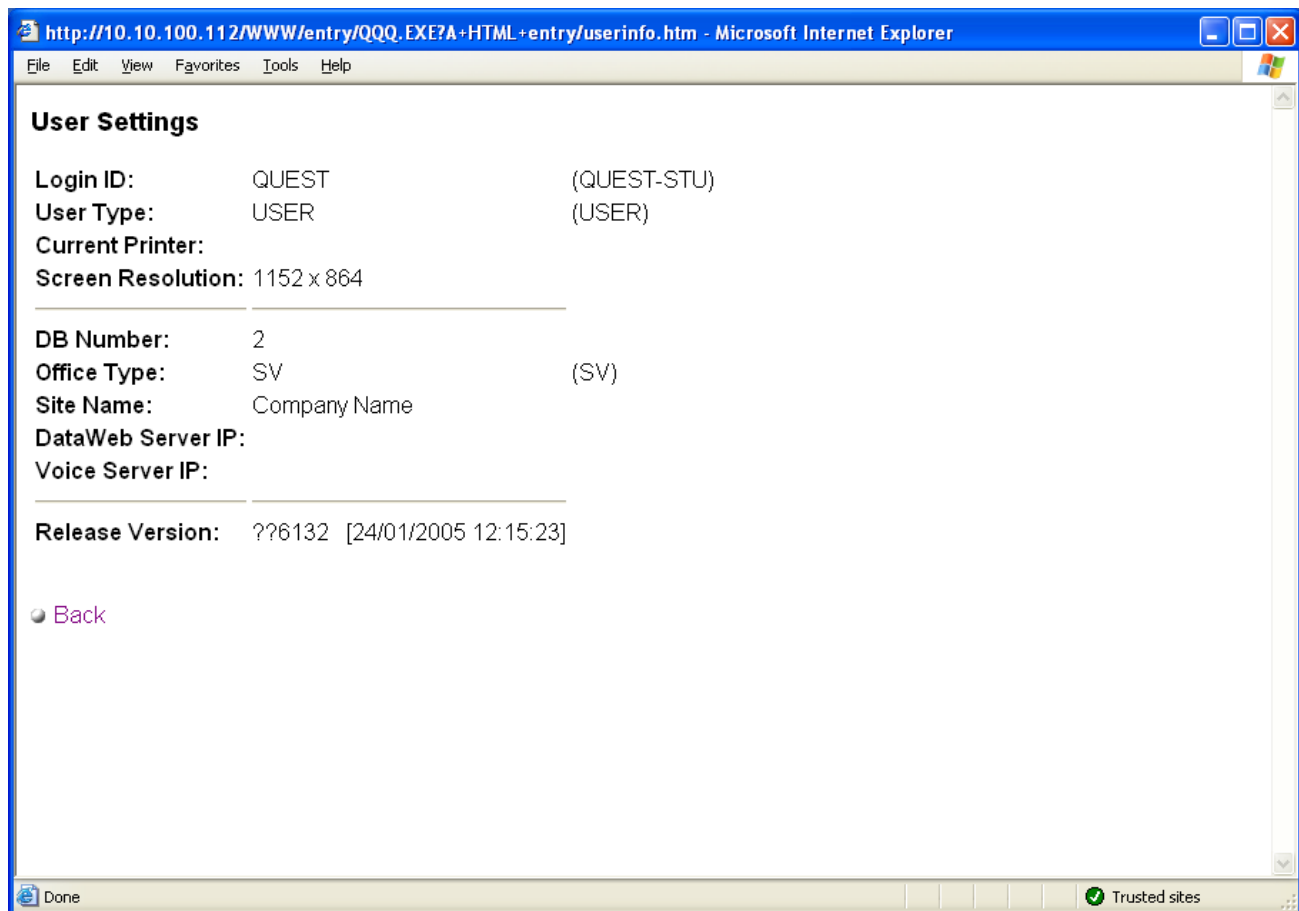 http://10.10.100.112/WWW/entry/QQQ.EXE?A+HTML+entry/userinfo.htm - Microsoft Internet Explorer
File Edit View Favorites Tools Help
User Settings
Login ID: QUEST (QUEST-STU)
User Type: USER (USER)
Current Printer:
Screen Resolution: 1152 x 864
DB Number: 2
Office Type: SV (SV)
Site Name: Company Name
DataWeb Server IP:
Voice Server IP:
Release Version: ??6132 [24/01/2005 12:15:23]
Back
Done Trusted sites